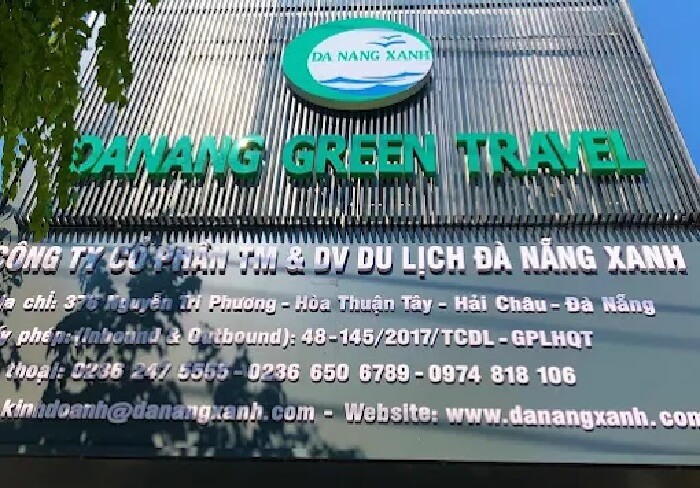 DA NANG XANH
DANANG GREEN TRAVEL
CÔNG TY CỔ PHẦN TM & DV DU LỊCH ĐÀ NẴNG XANH
a chỉ: 376 Nguyễn Tri Phương - Hòa Thuận Tây - Hải Châu - Đà Nẵng
y phép: (Inbound & Outbound): 48-145/2017/TCDL - GPLHQT
thoại: 0236 247 5555 - 0236 650 6789 - 0974 818 106
kinhdoanh@danangxanh.com - Website: www.danangxanh.com